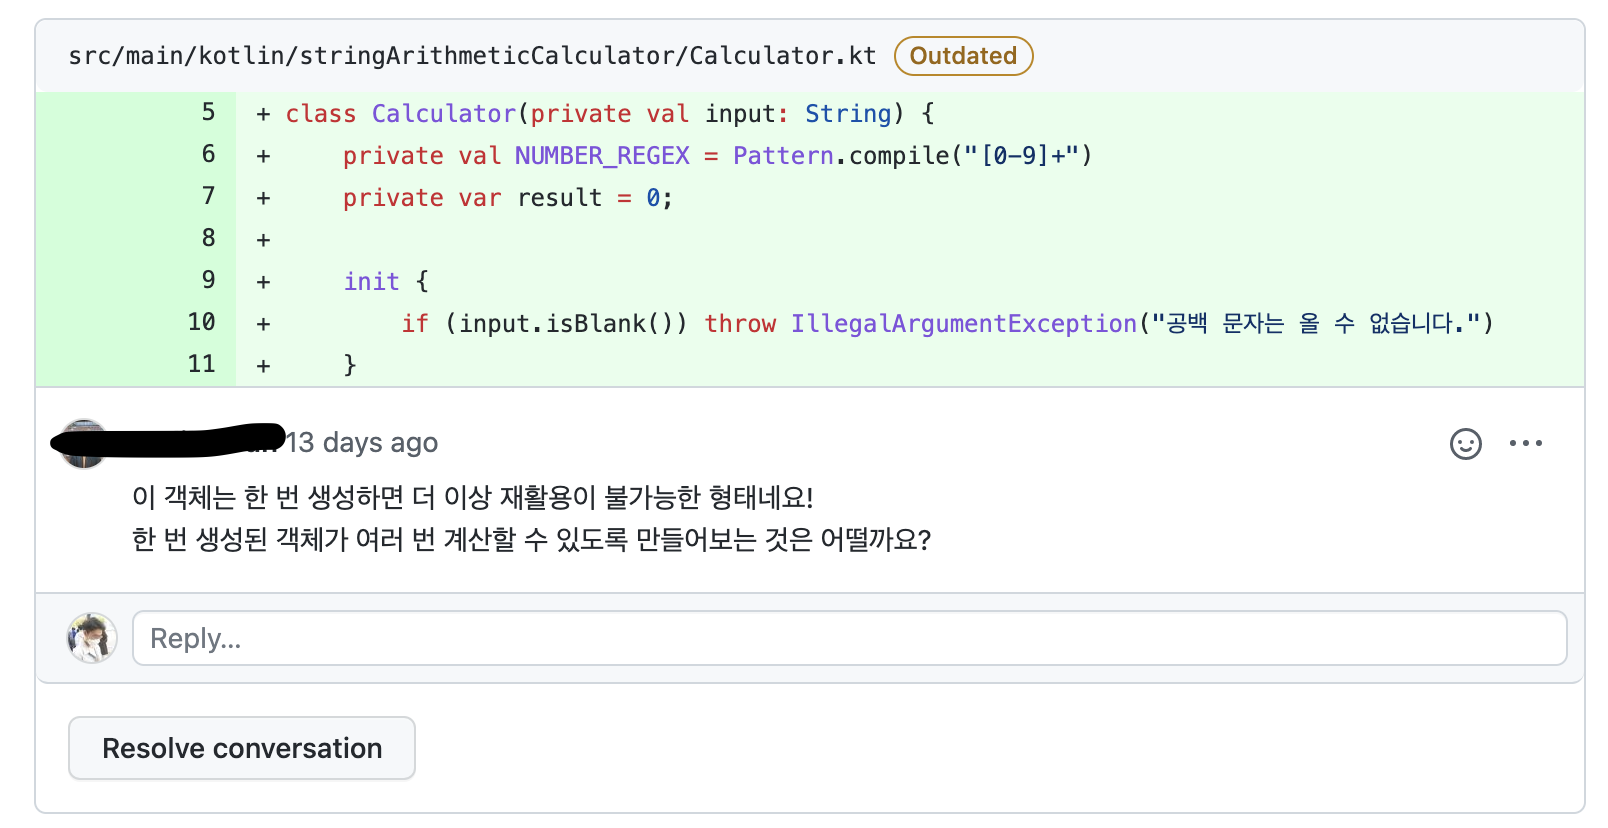 src/main/kotlin/stringArithmeticCalculator/Calculator.kt Outdated
5 + class Calculator(private val input: String) {
6 + private val NUMBER_REGEX = Pattern.compile("[0-9]+")
7 + private var result = 0;
8 +
9 + init {
10 + if (input.isBlank()) throw IllegalArgumentException("공백 문자는 올 수 없습니다.")
11 + }
13 days ago
이 객체는 한 번 생성하면 더 이상 재활용이 불가능한 형태네요!
한 번 생성된 객체가 여러 번 계산할 수 있도록 만들어보는 것은 어떨까요?
Reply...
Resolve conversation